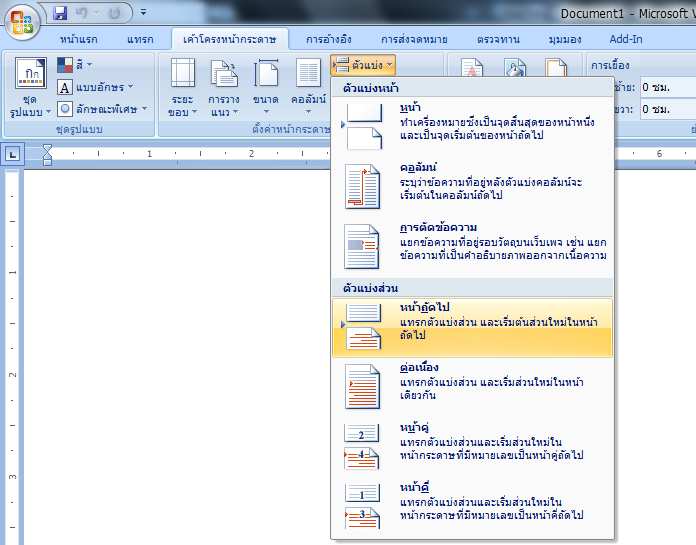 Document1 - Microsoft W
หน้าแรก แทรก เค้าโครงหน้ากระดาษ การอ้างอิง การส่งจดหมาย ตรวจทาน มุมมอง Add-In
กิก สี ตัวแบ่ง การเยื้อง
แบบอักษร ซ้าย: 0 ซม.
ชุด รูปแบบ ลักษณะพิเศษ ระยะ ขอบ การวาง แนว ขนาด คอลัมน์ ขวา: 0 ซม.
ชุดรูปแบบ ตั้งค่าหน้ากระดาษ
1 2 6
1
2
3
ตัวแบ่งหน้า
หน้า
ทำเครื่องหมายซึ่งเป็นจุดสิ้นสุดของหน้าหนึ่ง
และเป็นจุดเริ่มต้นของหน้าถัดไป
คอลัมน์
ระบุว่าข้อความที่อยู่หลังตัวแบ่งคอลัมน์จะ
เริ่มต้นในคอลัมน์ถัดไป
การตัดข้อความ
แยกข้อความที่อยู่รอบวัตถุบนเว็บเพจ เช่น แยก
ข้อความที่เป็นคำอธิบายภาพออกจากเนื้อความ
ตัวแบ่งส่วน
หน้าถัดไป
แทรกตัวแบ่งส่วน และเริ่มต้นส่วนใหม่ในหน้า
ถัดไป
ต่อเนื่อง
แทรกตัวแบ่งส่วน และเริ่มส่วนใหม่ในหน้า
เดียวกัน
หน้าคู่
แทรกตัวแบ่งส่วนและเริ่มส่วนใหม่ใน
หน้ากระดาษที่มีหมายเลขเป็นหน้าคู่ถัดไป
2
4
หน้าคี่
แทรกตัวแบ่งส่วนและเริ่มส่วนใหม่ใน
หน้ากระดาษที่มีหมายเลขเป็นหน้าคี่ถัดไป
1
3